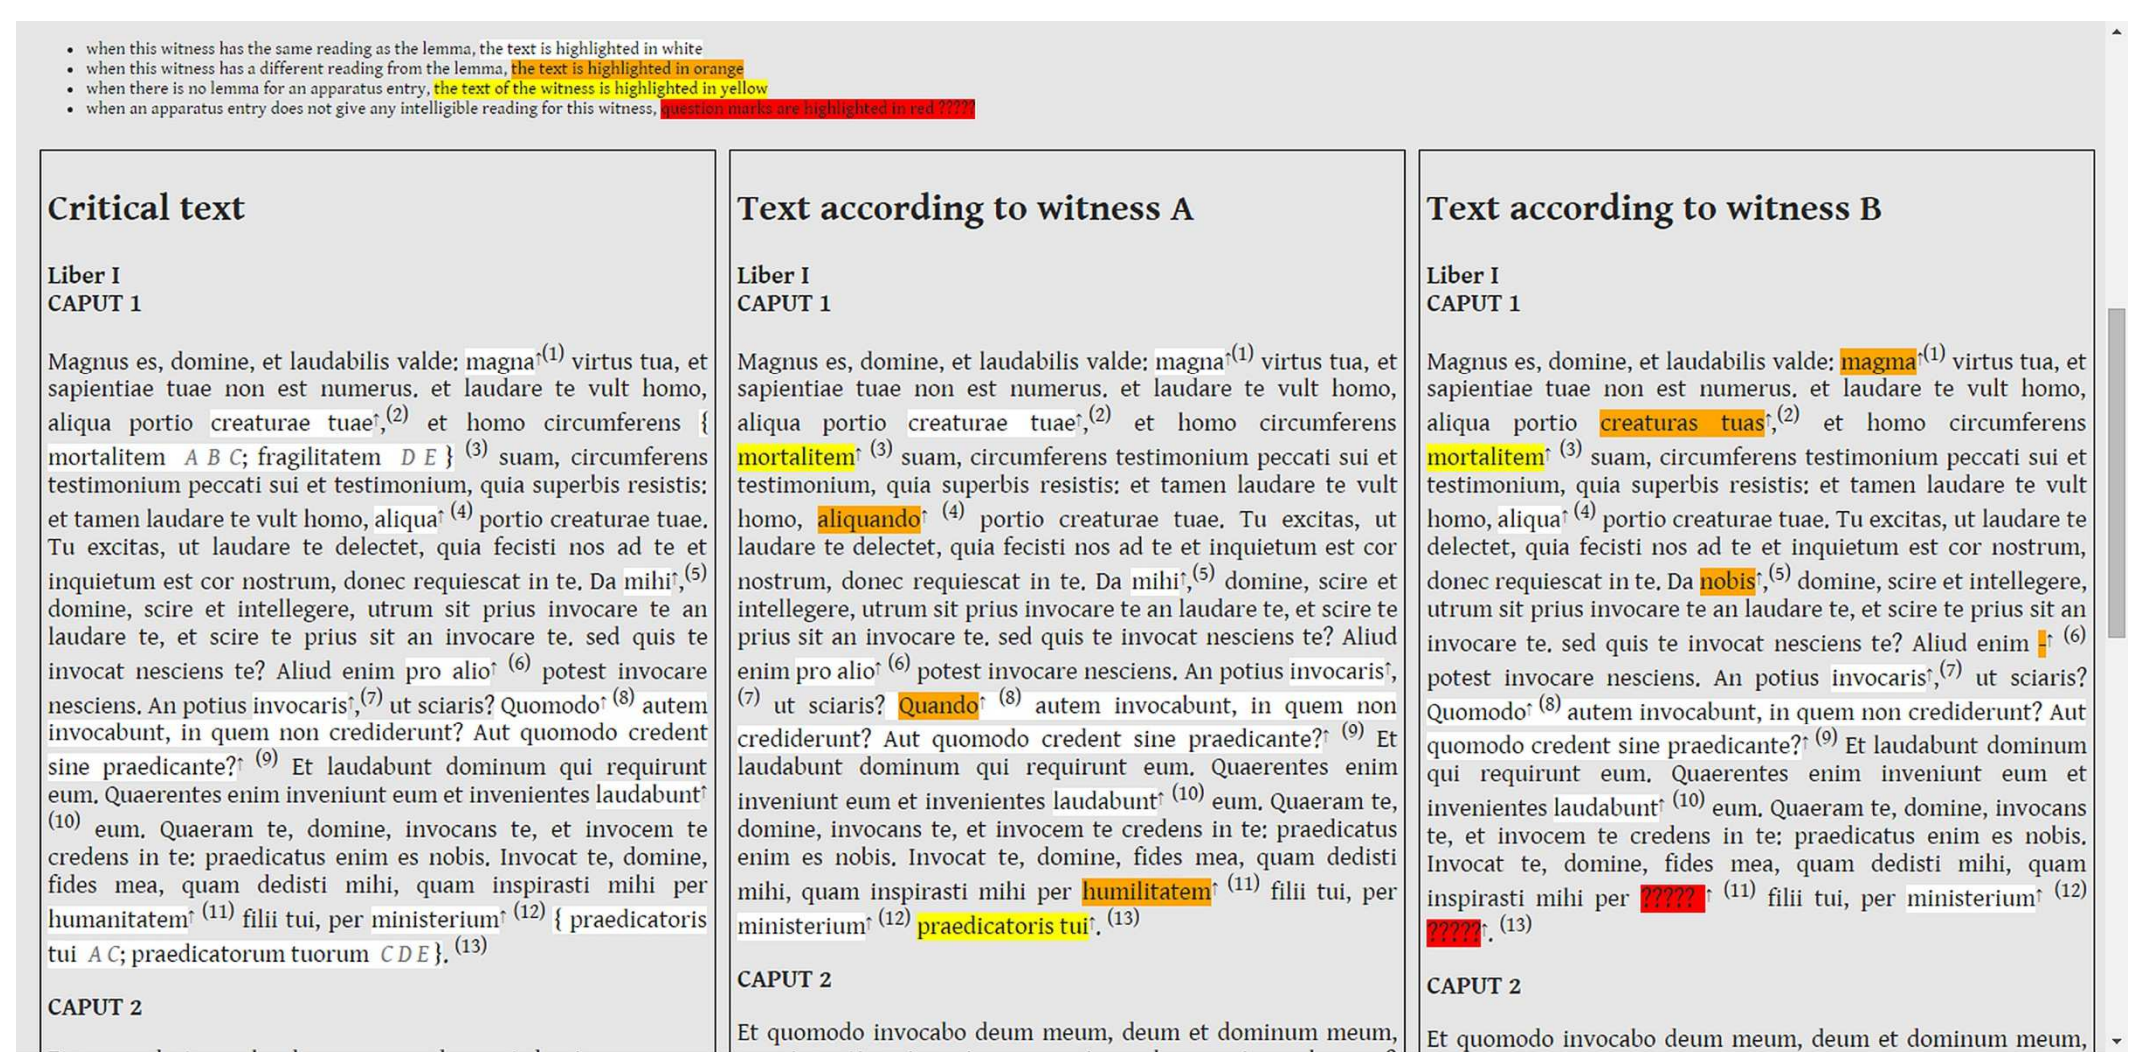 • when this witness has the same reading as the lemma, the text is highlighted in white
• when this witness has a different reading from the lemma, the text is highlighted in orange
• when there is no lemma for an apparatus entry, the text of the witness is highlighted in yellow
• when an apparatus entry does not give any intelligible reading for this witness, question marks are highlighted in red ?????
Critical text
Liber I
CAPUT 1
Magnus es, domine, et laudabilis valde: magna↑(1) virtus tua, et
sapientiae tuae non est numerus. et laudare te vult homo,
aliqua portio creaturae tuae↑,(2) et homo circumferens {
mortalitem A B C; fragilitatem D E } (3) suam, circumferens
testimonium peccati sui et testimonium, quia superbis resistis:
et tamen laudare te vult homo, aliqua↑ (4) portio creaturae tuae.
Tu excitas, ut laudare te delectet, quia fecisti nos ad te et
inquietum est cor nostrum, donec requiescat in te. Da mihi↑,(5)
domine, scire et intellegere, utrum sit prius invocare te an
laudare te, et scire te prius sit an invocare te. sed quis te
invocat nesciens te? Aliud enim pro alio↑ (6) potest invocare
nesciens. An potius invocaris↑,(7) ut sciaris? Quomodo↑ (8) autem
invocabunt, in quem non crediderunt? Aut quomodo credent
sine praedicante?↑ (9) Et laudabunt dominum qui requirunt
eum. Quaerentes enim inveniunt eum et invenientes laudabunt↑
(10) eum. Quaeram te, domine, invocans te, et invocem te
credens in te: praedicatus enim es nobis. Invocat te, domine,
fides mea, quam dedisti mihi, quam inspirasti mihi per
humanitatem↑ (11) filii tui, per ministerium↑ (12) { praedicatoris
tui A C; praedicatorum tuorum C D E }. (13)
CAPUT 2
Text according to witness A
Liber I
CAPUT 1
Magnus es, domine, et laudabilis valde: magna↑(1) virtus tua, et
sapientiae tuae non est numerus. et laudare te vult homo,
aliqua portio creaturae tuae↑,(2) et homo circumferens
mortalitem↑ (3) suam, circumferens testimonium peccati sui et
testimonium, quia superbis resistis: et tamen laudare te vult
homo, aliquando↑ (4) portio creaturae tuae. Tu excitas, ut
laudare te delectet, quia fecisti nos ad te et inquietum est cor
nostrum, donec requiescat in te. Da mihi↑,(5) domine, scire et
intellegere, utrum sit prius invocare te an laudare te, et scire te
prius sit an invocare te. sed quis te invocat nesciens te? Aliud
enim pro alio↑ (6) potest invocare nesciens. An potius invocaris↑,
(7) ut sciaris? Quando↑ (8) autem invocabunt, in quem non
crediderunt? Aut quomodo credent sine praedicante?↑ (9) Et
laudabunt dominum qui requirunt eum. Quaerentes enim
inveniunt eum et invenientes laudabunt↑ (10) eum. Quaeram te,
domine, invocans te, et invocem te credens in te: praedicatus
enim es nobis. Invocat te, domine, fides mea, quam dedisti
mihi, quam inspirasti mihi per humilitatem↑ (11) filii tui, per
ministerium↑ (12) praedicatoris tui↑. (13)
CAPUT 2
Et quomodo invocabo deum meum, deum et dominum meum,
Text according to witness B
Liber I
CAPUT 1
Magnus es, domine, et laudabilis valde: magma↑(1) virtus tua, et
sapientiae tuae non est numerus. et laudare te vult homo,
aliqua portio creaturas tuas↑,(2) et homo circumferens
mortalitem↑ (3) suam, circumferens testimonium peccati sui et
testimonium, quia superbis resistis: et tamen laudare te vult
homo, aliqua↑ (4) portio creaturae tuae. Tu excitas, ut laudare te
delectet, quia fecisti nos ad te et inquietum est cor nostrum,
donec requiescat in te. Da nobis↑,(5) domine, scire et intellegere,
utrum sit prius invocare te an laudare te, et scire te prius sit an
invocare te. sed quis te invocat nesciens te? Aliud enim -↑ (6)
potest invocare nesciens. An potius invocaris↑,(7) ut sciaris?
Quomodo↑ (8) autem invocabunt, in quem non crediderunt? Aut
quomodo credent sine praedicante?↑ (9) Et laudabunt dominum
qui requirunt eum. Quaerentes enim inveniunt eum et
invenientes laudabunt↑ (10) eum. Quaeram te, domine, invocans
te, et invocem te credens in te: praedicatus enim es nobis.
Invocat te, domine, fides mea, quam dedisti mihi, quam
inspirasti mihi per ????? ↑ (11) filii tui, per ministerium↑ (12)
?????↑. (13)
CAPUT 2
Et quomodo invocabo deum meum, deum et dominum meum,